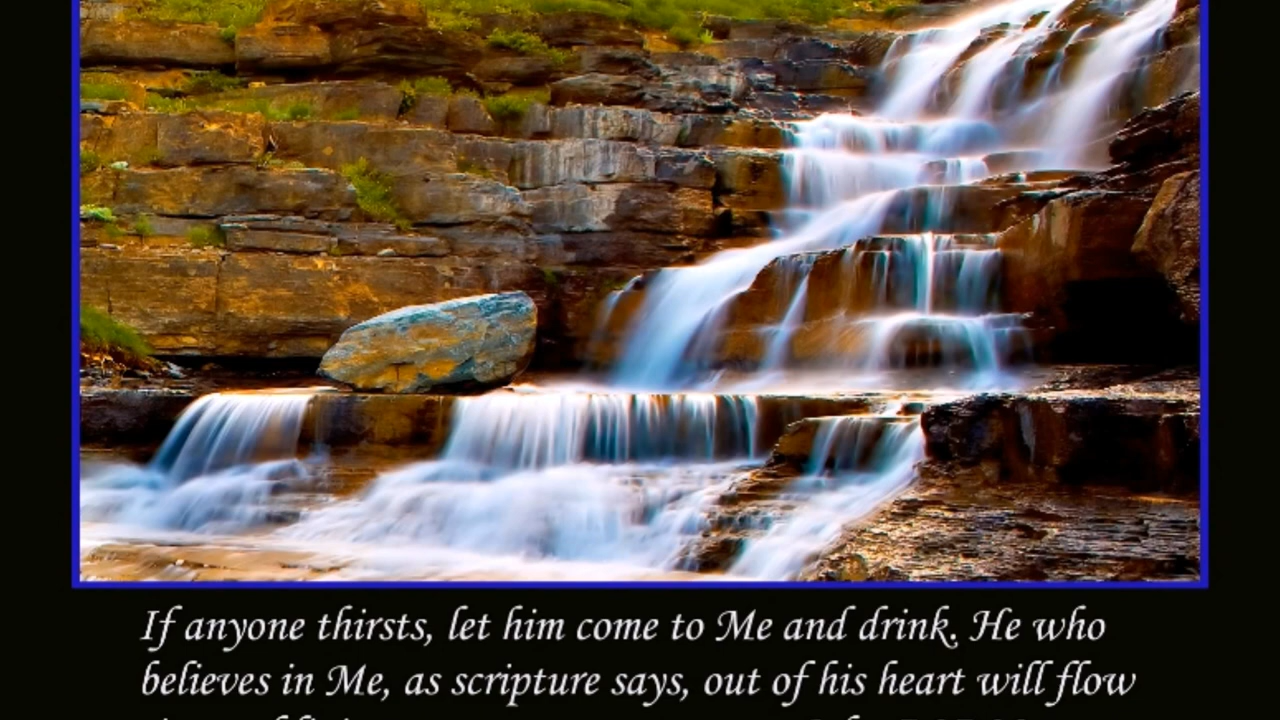 If anyone thirsts, let him come to Me and drink. He who
believes in Me, as scripture says, out of his heart will flow